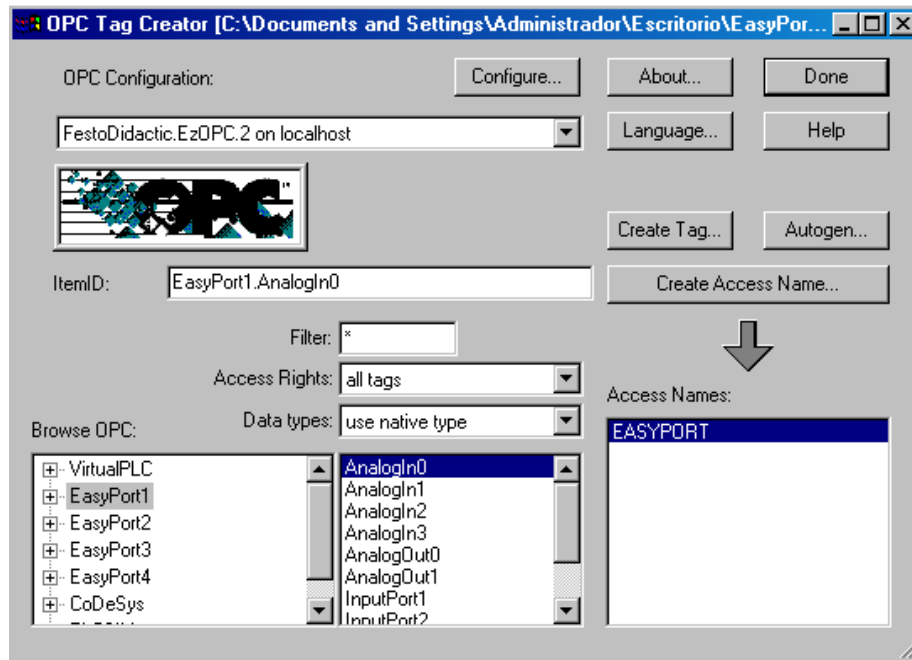 OPC Tag Creator [C:\Documents and Settings\Administrador\Escritorio\EasyPor...
OPC Configuration:
Configure...
About...
Done
FestoDidactic.EzOPC.2 on localhost
Language...
Help
OPC
Create Tag...
Autogen...
ItemID:
EasyPort1.AnalogIn0
Create Access Name...
Filter:
*
Access Rights:
all tags
Access Names:
Data types:
use native type
Browse OPC:
EASYPORT
VirtualPLC
EasyPort1
EasyPort2
EasyPort3
EasyPort4
CoDeSys
AnalogIn0
AnalogIn1
AnalogIn2
AnalogIn3
AnalogOut0
AnalogOut1
InputPort1
InputPort2